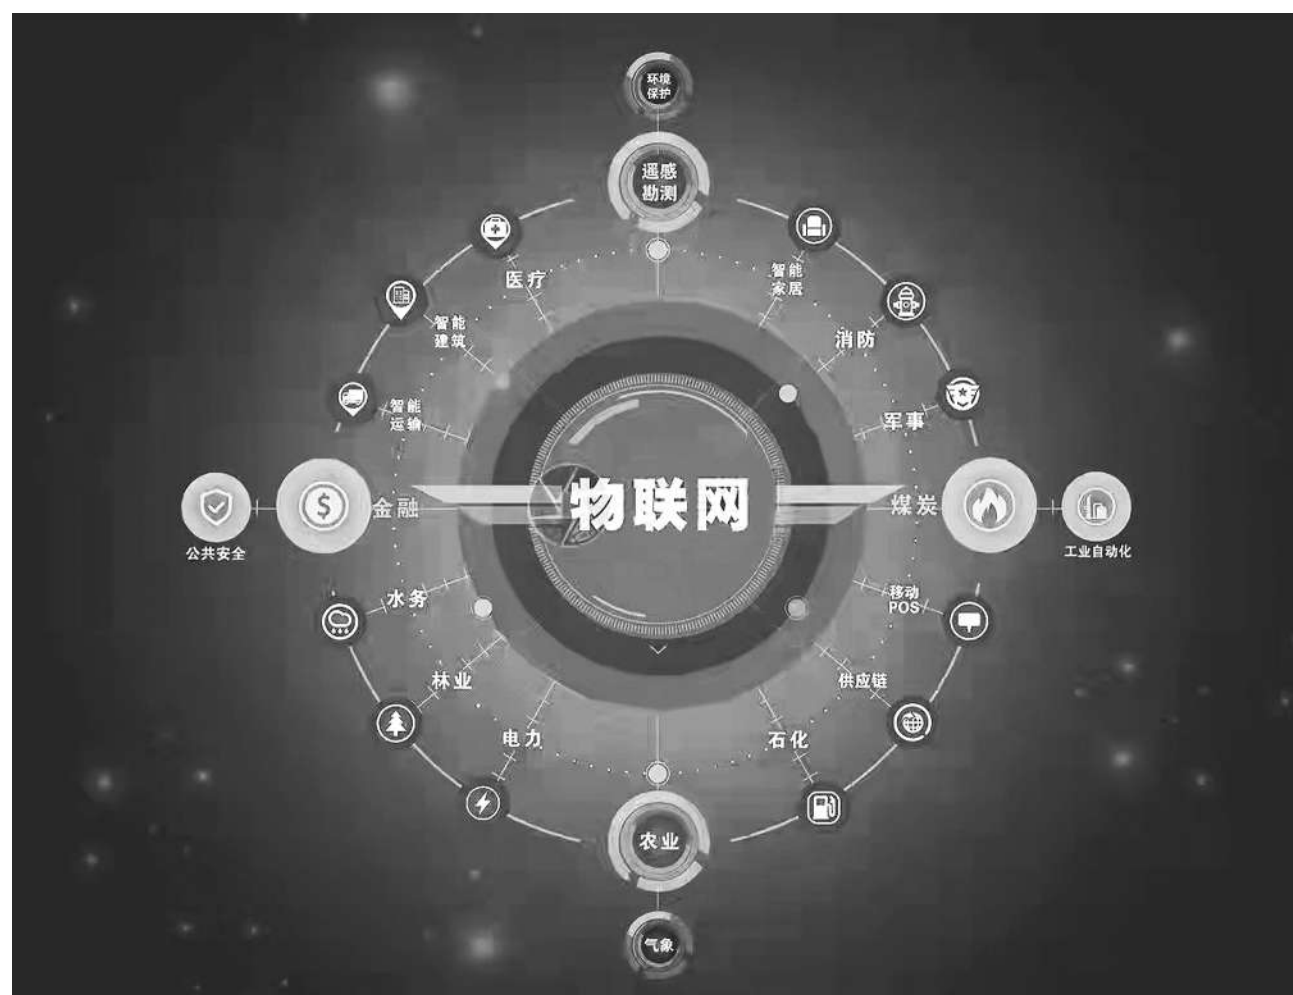 环境
保护
遥感
勘测
医疗
智能
家居
智能
建筑
消防
智能
运输
军事
金融
物联网
煤炭
公共安全
工业自动化
水务
移动
POS
林业
供应链
电力
石化
农业
气象